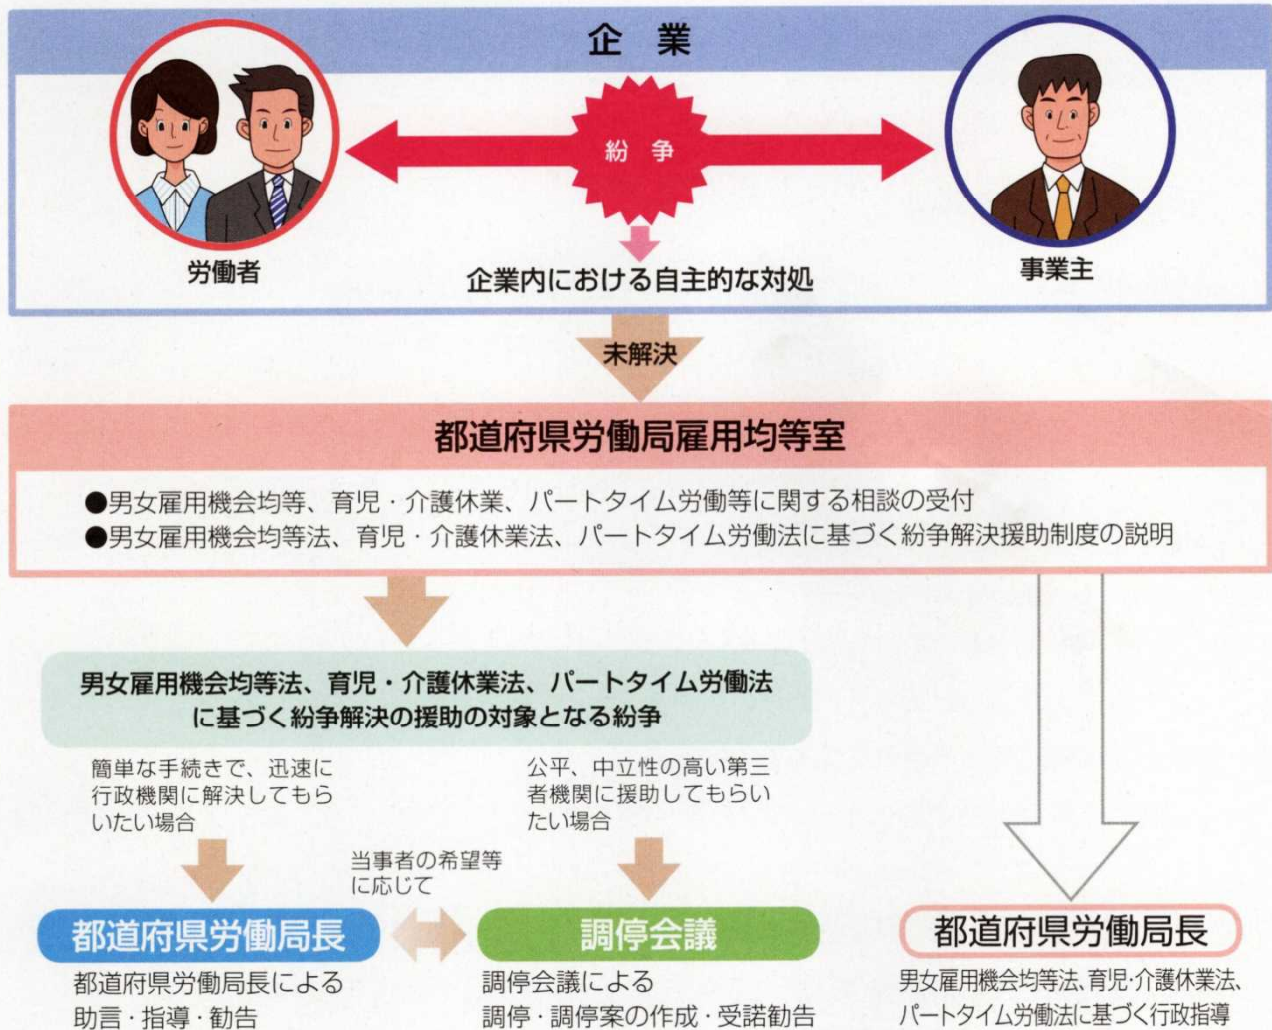 企　業
紛　争
労働者
事業主
企業内における自主的な対処
未解決
都道府県労働局雇用均等室
●男女雇用機会均等、育児・介護休業、パートタイム労働等に関する相談の受付
●男女雇用機会均等法、育児・介護休業法、パートタイム労働法に基づく紛争解決援助制度の説明
男女雇用機会均等法、育児・介護休業法、パートタイム労働法
に基づく紛争解決の援助の対象となる紛争
簡単な手続きで、迅速に
行政機関に解決してもら
いたい場合
公平、中立性の高い第三
者機関に援助してもらい
たい場合
当事者の希望等
に応じて
都道府県労働局長
都道府県労働局長による
助言・指導・勧告
調停会議
調停会議による
調停・調停案の作成・受諾勧告
都道府県労働局長
男女雇用機会均等法、育児・介護休業法、
パートタイム労働法に基づく行政指導